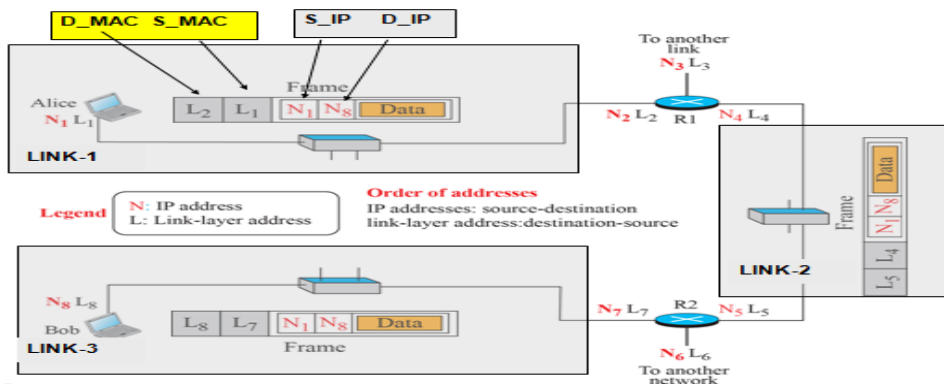 D_MAC S_MAC
S_IP D_IP
To another
link
N3 L3
Frame
Alice
N1 L1
L2 L1 N1 N8 Data
N2 L2
R1
N4 L4
LINK-1
Legend
N: IP address
L: Link-layer address
Order of addresses
IP addresses: source-destination
link-layer address:destination-source
Data
N1 N8
L4
L5
Frame
LINK-2
N8 L8
Bob
L8 L7 N1 N8 Data
Frame
LINK-3
N7 L7
R2
N5 L5
N6 L6
To another
network